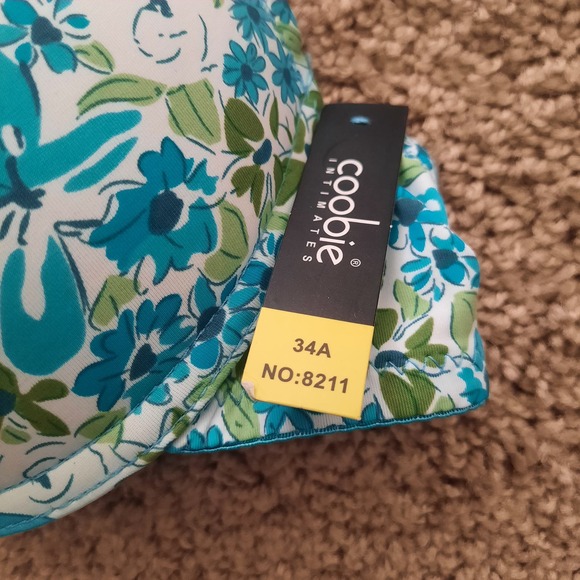 coobie®
INTIMATES
34A
NO:8211